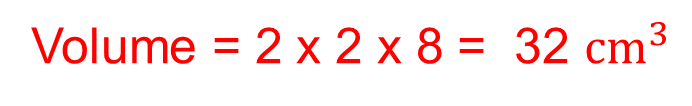 Volume = 2 x 2 x 8 = 32 cm³